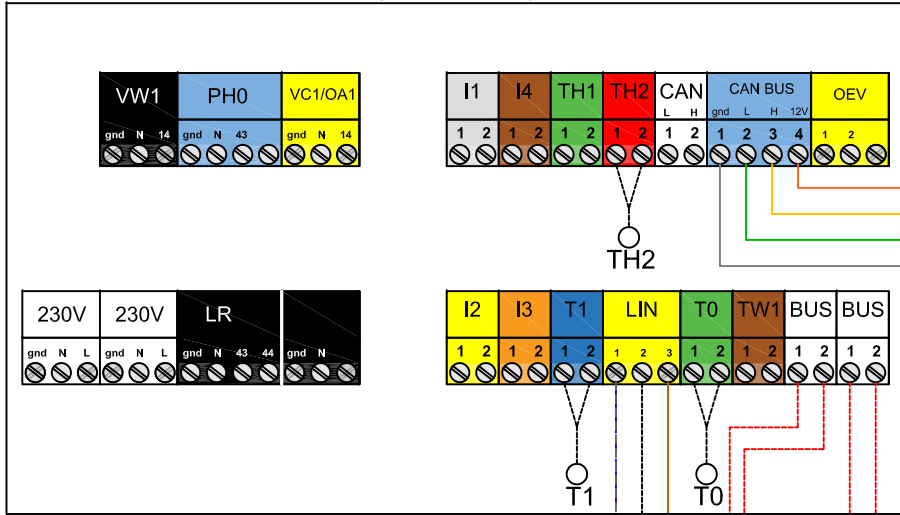 VW1 PH0 VC1/OA1 I1 I4 TH1 TH2 CAN CAN BUS OEV
L H gnd L H 12V
gnd N 14 gnd N 43 gnd N 14 1 2 1 2 1 2 1 2 1 2 1 2 3 4 1 2
TH2
230V 230V LR I2 I3 T1 LIN T0 TW1 BUS BUS
gnd N L gnd N L gnd N 43 44 gnd N 1 2 1 2 1 2 1 2 3 1 2 1 2 1 2 1 2
T1 T0